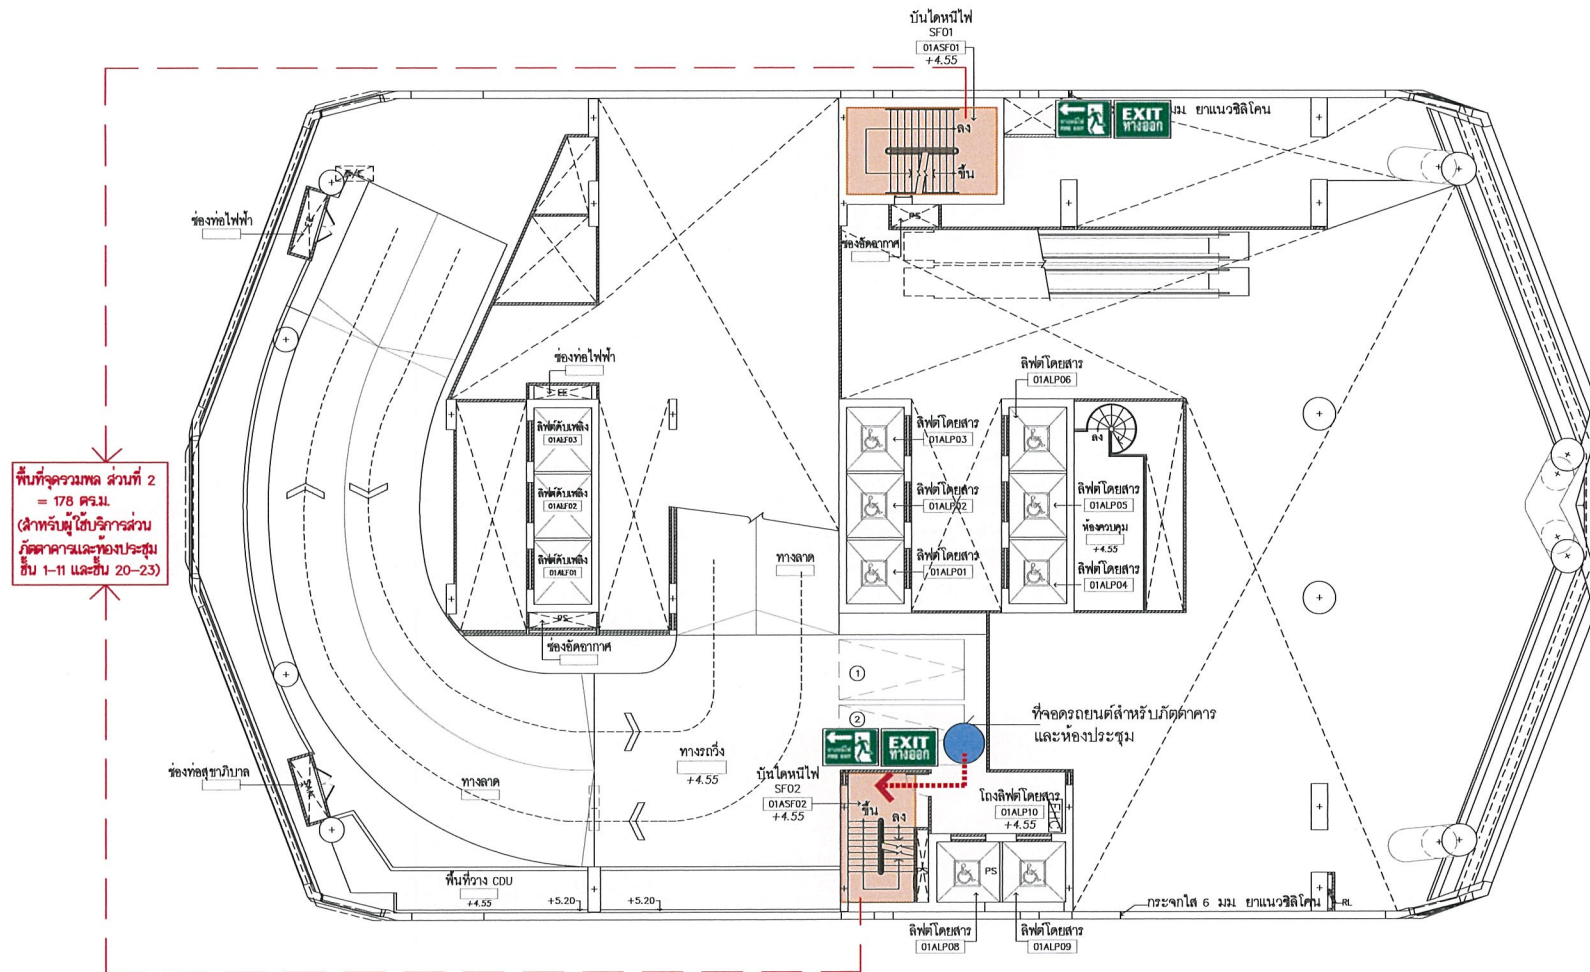 บันไดหนีไฟ
SF01
01ASF01
+4.55
ทางหนีไฟ
FIRE EXIT
EXIT
ทางออก
มม. ยาแนวซิลิโคน
ลง
ขึ้น
PS
ช่องอัดอากาศ
ช่องท่อไฟฟ้า
ช่องท่อไฟฟ้า
EE
ลิฟต์ดับเพลิง
01ALF03
ลิฟต์ดับเพลิง
01ALF02
ลิฟต์ดับเพลิง
01ALF01
PS
ช่องอัดอากาศ
ลิฟต์โดยสาร
01ALP06
ลิฟต์โดยสาร
01ALP03
ลิฟต์โดยสาร
01ALP02
ลิฟต์โดยสาร
01ALP01
ลง
ลิฟต์โดยสาร
01ALP05
ห้องควบคุม
+4.55
ลิฟต์โดยสาร
01ALP04
พื้นที่จุดรวมพล ส่วนที่ 2
= 178 ตร.ม.
(สำหรับผู้ใช้บริการส่วน
ภัตตาคารและห้องประชุม
ชั้น 1-11 และชั้น 20-23)
ทางลาด
1
2
ที่จอดรถยนต์สำหรับภัตตาคาร
และห้องประชุม
ทางหนีไฟ
FIRE EXIT
EXIT
ทางออก
ทางรถวิ่ง
+4.55
ช่องท่อสุขาภิบาล
ทางลาด
บันไดหนีไฟ
SF02
01ASF02
+4.55
ขึ้น
ลง
โถงลิฟต์โดยสาร
01ALP10
+4.55
FHC
PS
พื้นที่วาง CDU
+4.55
+5.20
+5.20
กระจกใส 6 มม. ยาแนวซิลิโคน
RL
ลิฟต์โดยสาร
01ALP08
ลิฟต์โดยสาร
01ALP09